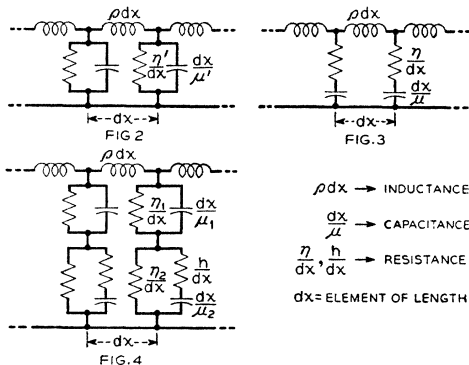 ρdx
η'/dx
dx/μ'
dx
FIG 2
ρdx
η/dx
dx/μ
dx
FIG.3
ρdx
η₁/dx
dx/μ₁
η₂/dx
h/dx
dx/μ₂
dx
FIG.4
ρdx → INDUCTANCE
dx/μ → CAPACITANCE
η/dx, h/dx → RESISTANCE
dx = ELEMENT OF LENGTH